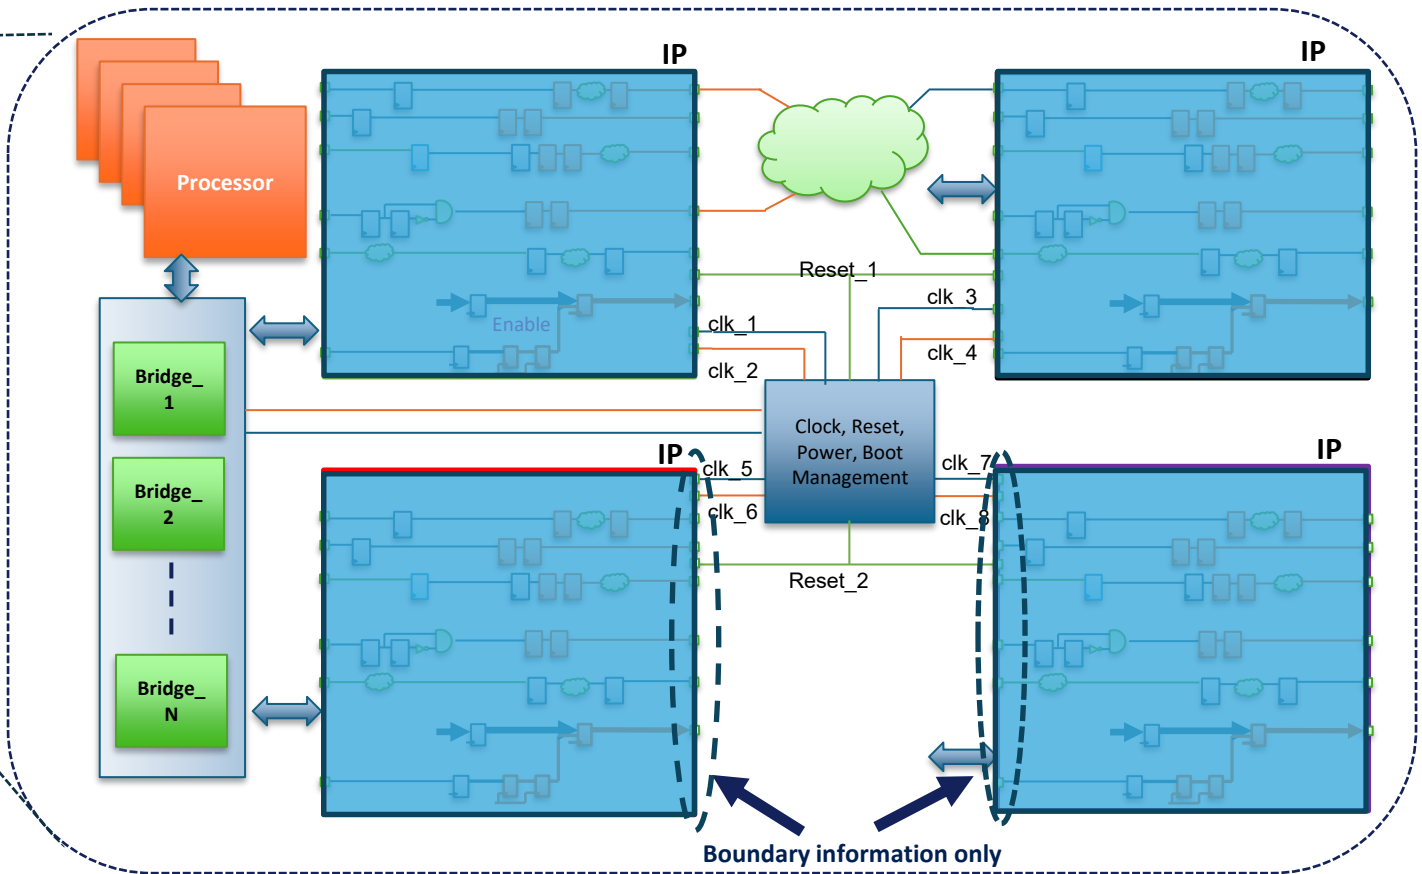 IP
IP
Processor
Reset_1
clk_3
Enable
clk_1
clk_4
clk_2
Bridge_
1
Clock, Reset,
Power, Boot
Management
IP
IP
clk_5
clk_7
Bridge_
2
clk_6
clk_8
Reset_2
Bridge_
N
Boundary information only